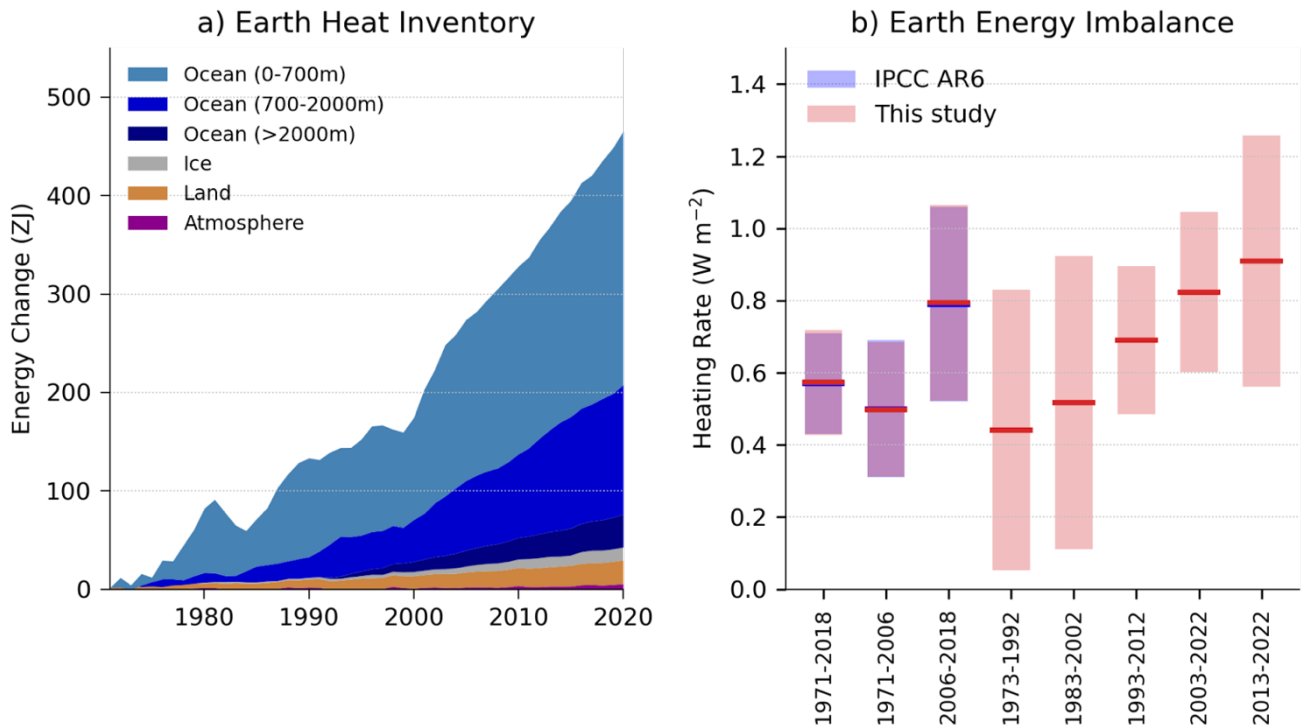 a) Earth Heat Inventory
Energy Change (ZJ)
500
400
300
200
100
0
Ocean (0-700m)
Ocean (700-2000m)
Ocean (>2000m)
Ice
Land
Atmosphere
1980 1990 2000 2010 2020
b) Earth Energy Imbalance
Heating Rate (W m⁻²)
1.4
1.2
1.0
0.8
0.6
0.4
0.2
0.0
IPCC AR6
This study
1971-2018
1971-2006
2006-2018
1973-1992
1983-2002
1993-2012
2003-2022
2013-2022